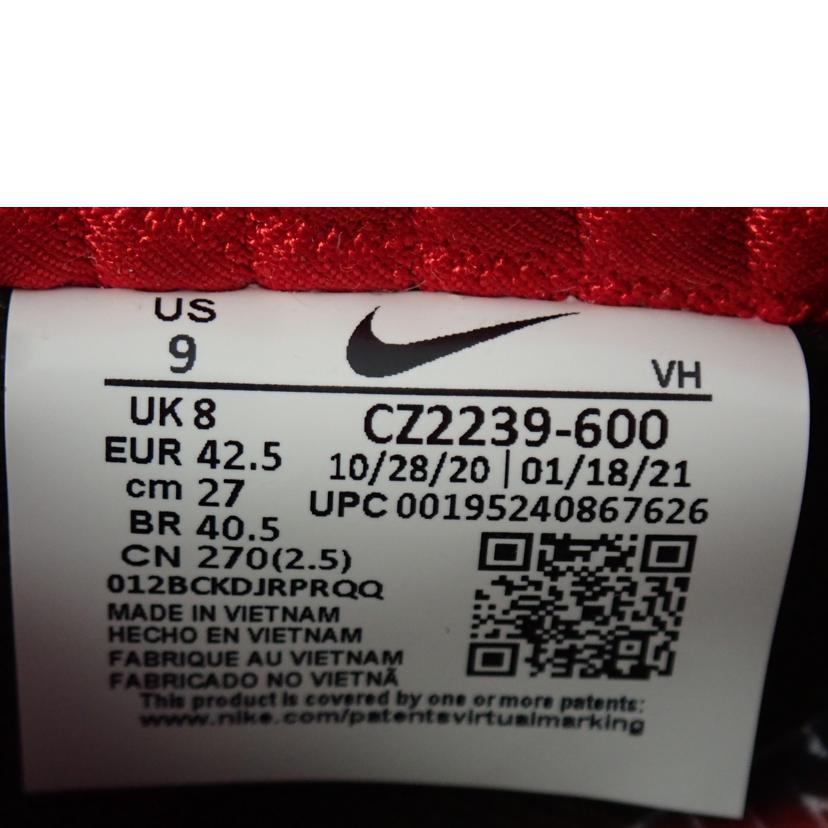 US
9
VH
UK 8
CZ2239-600
EUR 42.5
10/28/20 | 01/18/21
cm 27
UPC 00195240867626
BR 40.5
CN 270(2.5)
012BCKDJRPRQQ
MADE IN VIETNAM
HECHO EN VIETNAM
FABRIQUE AU VIETNAM
FABRICADO NO VIETNÃ
This product is covered by one or more patents:
www.nike.com/patentsvirtualmarking